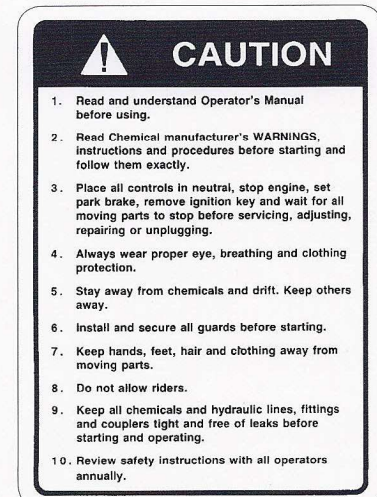 CAUTION
1. Read and understand Operator's Manual
before using.
2. Read Chemical manufacturer's WARNINGS,
instructions and procedures before starting and
follow them exactly.
3. Place all controls in neutral, stop engine, set
park brake, remove ignition key and wait for all
moving parts to stop before servicing, adjusting,
repairing or unplugging.
4. Always wear proper eye, breathing and clothing
protection.
5. Stay away from chemicals and drift. Keep others
away.
6. Install and secure all guards before starting.
7. Keep hands, feet, hair and clothing away from
moving parts.
8. Do not allow riders.
9. Keep all chemicals and hydraulic lines, fittings
and couplers tight and free of leaks before
starting and operating.
10. Review safety instructions with all operators
annually.